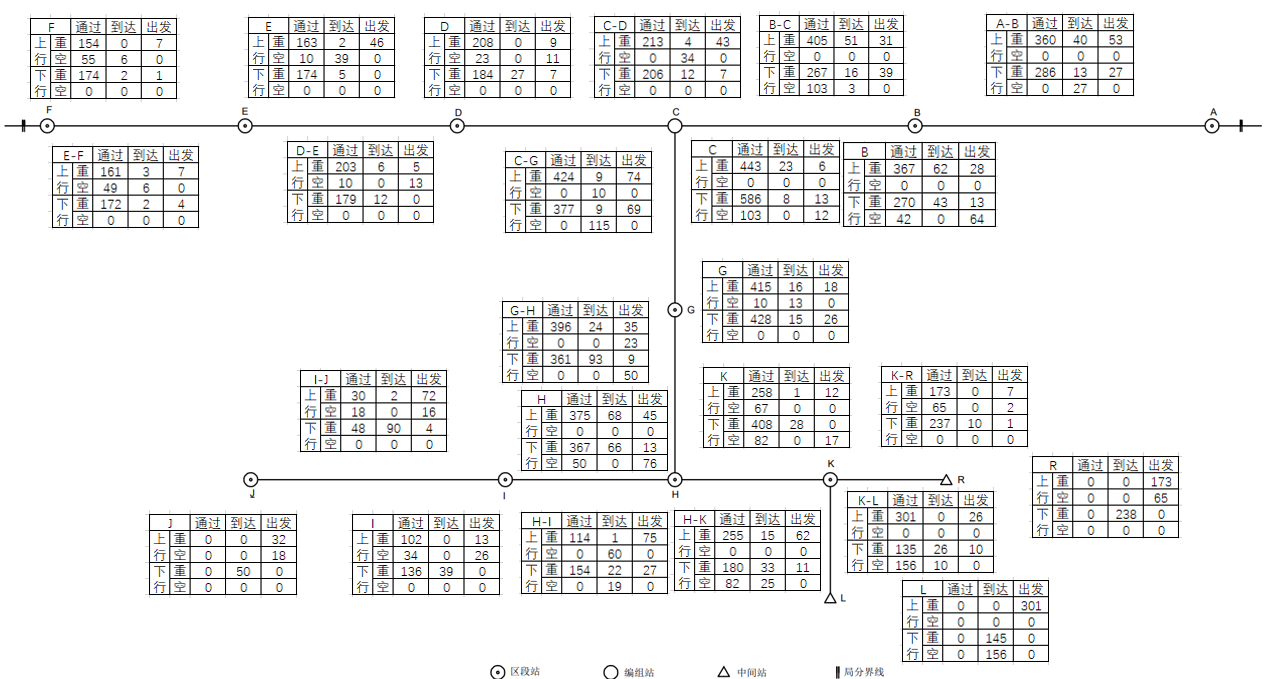 F 通过 到达 出发
上 重 154 0 7
行 空 55 6 0
下 重 174 2 1
行 空 0 0 0
E 通过 到达 出发
上 重 163 2 46
行 空 10 39 0
下 重 174 5 0
行 空 0 0 0
D 通过 到达 出发
上 重 208 0 9
行 空 23 0 11
下 重 184 27 7
行 空 0 0 0
C-D 通过 到达 出发
上 重 213 4 43
行 空 0 34 0
下 重 206 12 7
行 空 0 0 0
B-C 通过 到达 出发
上 重 405 51 31
行 空 0 0 0
下 重 267 16 39
行 空 103 3 0
A-B 通过 到达 出发
上 重 360 40 53
行 空 0 0 0
下 重 286 13 27
行 空 0 27 0
F E D C B A
E-F 通过 到达 出发
上 重 161 3 7
行 空 49 6 0
下 重 172 2 4
行 空 0 0 0
D-E 通过 到达 出发
上 重 203 6 5
行 空 10 0 13
下 重 179 12 0
行 空 0 0 0
C-G 通过 到达 出发
上 重 424 9 74
行 空 0 10 0
下 重 377 9 69
行 空 0 115 0
C 通过 到达 出发
上 重 443 23 6
行 空 0 0 0
下 重 586 8 13
行 空 103 0 12
B 通过 到达 出发
上 重 367 62 28
行 空 0 0 0
下 重 270 43 13
行 空 42 0 64
G
G 通过 到达 出发
上 重 415 16 18
行 空 10 13 0
下 重 428 15 26
行 空 0 0 0
G-H 通过 到达 出发
上 重 396 24 35
行 空 0 0 23
下 重 361 93 9
行 空 0 0 50
I-J 通过 到达 出发
上 重 30 2 72
行 空 18 0 16
下 重 48 90 4
行 空 0 0 0
H 通过 到达 出发
上 重 375 68 45
行 空 0 0 0
下 重 367 66 13
行 空 50 0 76
K 通过 到达 出发
上 重 258 1 12
行 空 67 0 0
下 重 408 28 0
行 空 82 0 17
K-R 通过 到达 出发
上 重 173 0 7
行 空 65 0 2
下 重 237 10 1
行 空 0 0 0
J I H K R
R 通过 到达 出发
上 重 0 0 173
行 空 0 0 65
下 重 0 238 0
行 空 0 0 0
J 通过 到达 出发
上 重 0 0 32
行 空 0 0 18
下 重 0 50 0
行 空 0 0 0
I 通过 到达 出发
上 重 102 0 13
行 空 34 0 26
下 重 136 39 0
行 空 0 0 0
H-I 通过 到达 出发
上 重 114 1 75
行 空 0 60 0
下 重 154 22 27
行 空 0 19 0
H-K 通过 到达 出发
上 重 255 15 62
行 空 0 0 0
下 重 180 33 11
行 空 82 25 0
K-L 通过 到达 出发
上 重 301 0 26
行 空 0 0 0
下 重 135 26 10
行 空 156 10 0
L
L 通过 到达 出发
上 重 0 0 301
行 空 0 0 0
下 重 0 145 0
行 空 0 156 0
区段站 编组站 中间站 局分界线